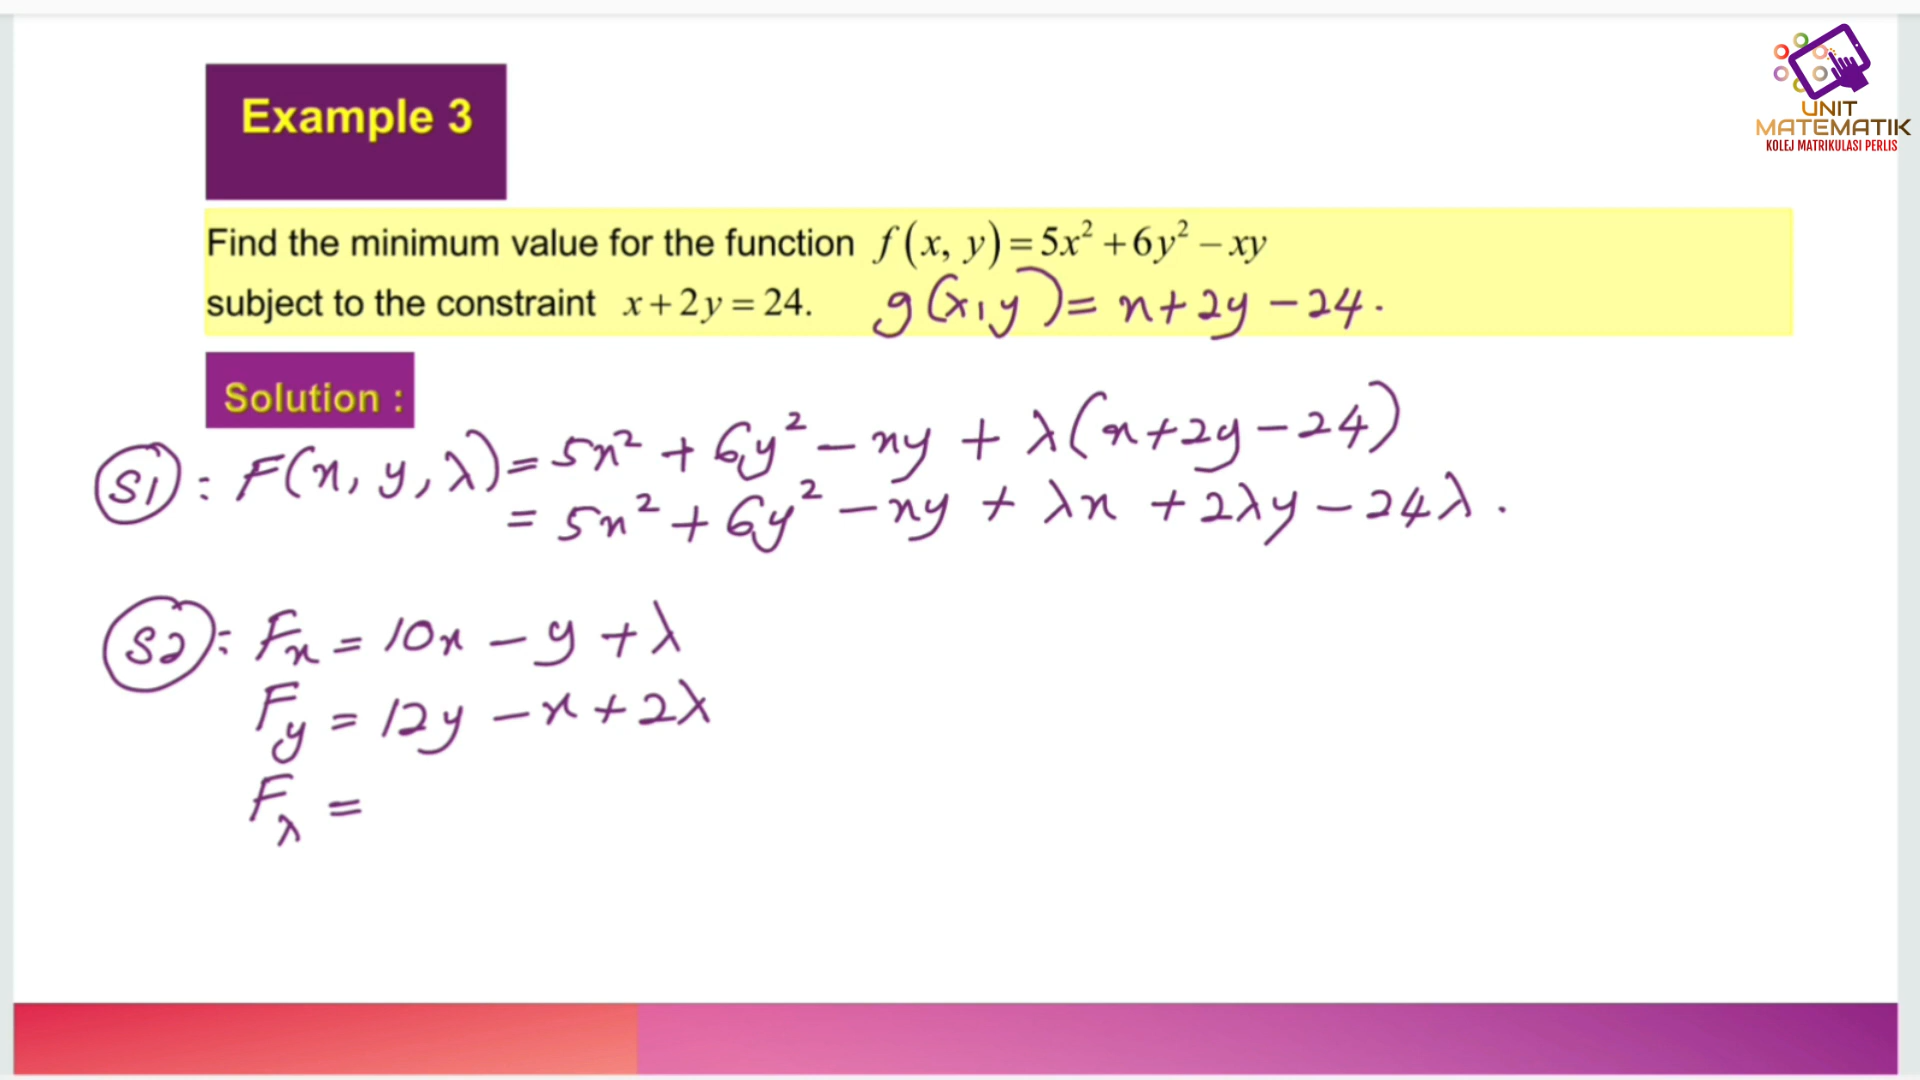 Example 3
UNIT
MATEMATIK
KOLEJ MATRIKULASI PERLIS
Find the minimum value for the function f(x, y) = 5x² + 6y² − xy
subject to the constraint x + 2y = 24. g(x,y) = x + 2y − 24.
Solution :
S1 : F(x, y, λ) = 5x² + 6y² − xy + λ(x + 2y − 24)
= 5x² + 6y² − xy + λx + 2λy − 24λ.
S2 : Fₓ = 10x − y + λ
F_y = 12y − x + 2λ
F_λ =